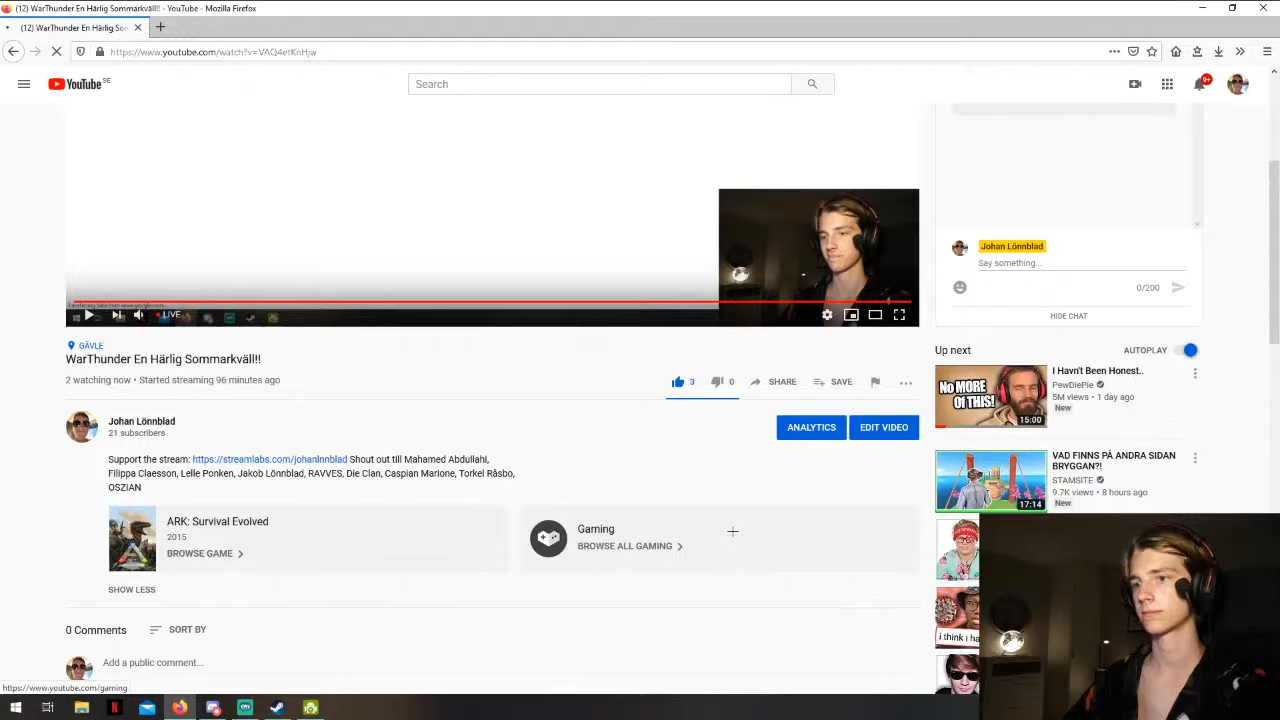 (12) WarThunder En Härlig Sommarkväll!! - YouTube - Mozilla Firefox
(12) WarThunder En Härlig Som
https://www.youtube.com/watch?v=VAQ4etKnHjw
YouTube SE
Search
9+
Johan Lönnblad
Say something...
0/200
HIDE CHAT
LIVE
GÄVLE
WarThunder En Härlig Sommarkväll!!
2 watching now • Started streaming 96 minutes ago
3
0
SHARE
SAVE
Johan Lönnblad
21 subscribers
ANALYTICS
EDIT VIDEO
Support the stream: https://streamlabs.com/johanlnnblad Shout out till Mahamed Abdullahi,
Filippa Claesson, Lelle Ponken, Jakob Lönnblad, RAVVES, Die Clan, Caspian Marione, Torkel Råsbo,
OSZIAN
ARK: Survival Evolved
2015
BROWSE GAME
Gaming
BROWSE ALL GAMING
SHOW LESS
0 Comments
SORT BY
Add a public comment...
https://www.youtube.com/gaming
Up next
AUTOPLAY
NO MORE
OF THIS!
15:00
I Havn't Been Honest..
PewDiePie
5M views • 1 day ago
New
17:14
VAD FINNS PÅ ANDRA SIDAN
BRYGGAN?!
STAMSITE
9.7K views • 8 hours ago
New
i think i ha